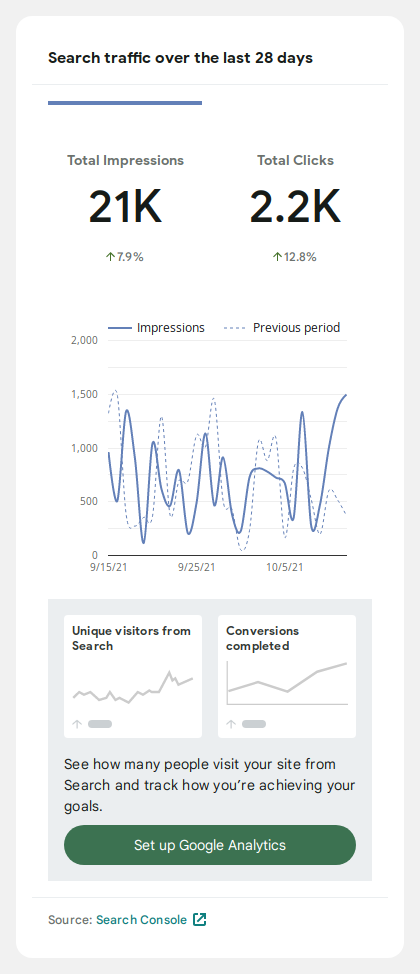 Search traffic over the last 28 days
Total Impressions
21K
↑7.9%
Total Clicks
2.2K
↑12.8%
Impressions
Previous period
2,000
1,500
1,000
500
0
9/15/21
9/25/21
10/5/21
Unique visitors from
Search
Conversions
completed
See how many people visit your site from
Search and track how you’re achieving your
goals.
Set up Google Analytics
Source: Search Console